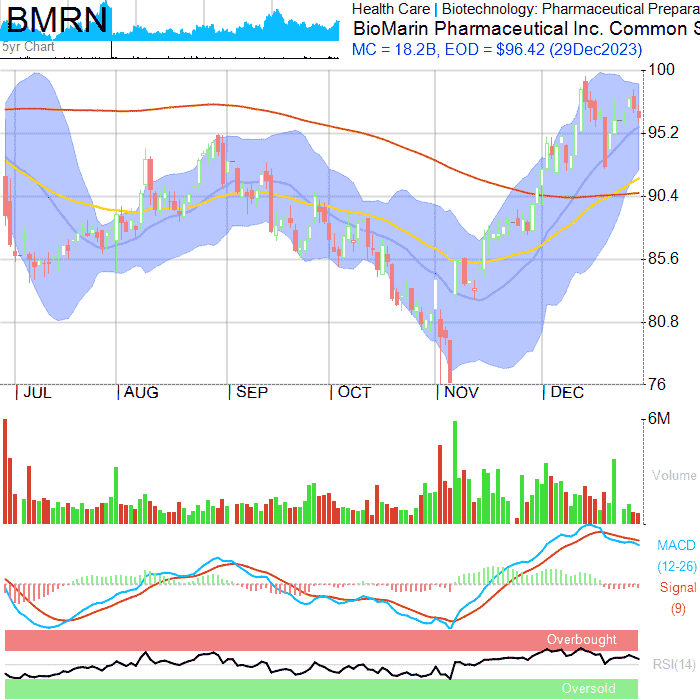 BMRN
5yr Chart
Health Care | Biotechnology: Pharmaceutical Prepara
BioMarin Pharmaceutical Inc. Common S
MC = 18.2B, EOD = $96.42 (29Dec2023)
100
95.2
90.4
85.6
80.8
76
JUL AUG SEP OCT NOV DEC
6M
Volume
MACD
(12-26)
Signal
(9)
Overbought
RSI(14)
Oversold